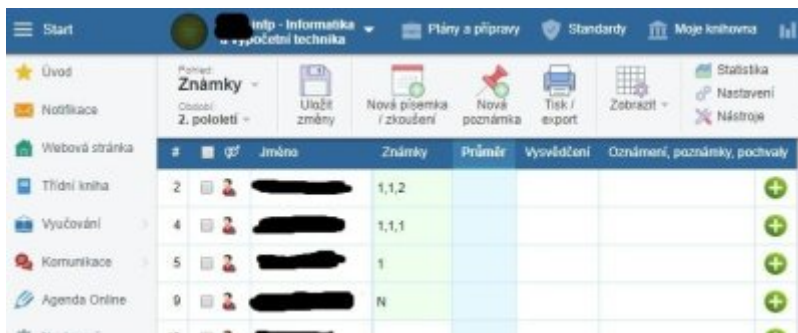 Start
intp - Informatika
a výpočetní technika
Plány a přípravy
Standardy
Moje knihovna
Úvod
Notifikace
Webová stránka
Třídní kniha
Vyučování
Komunikace
Agenda Online
Pohled:
Známky
Období:
2. pololetí
Uložit
změny
Nová písemka
/ zkoušení
Nová
poznámka
Tisk /
export
Zobrazit
Statistika
Nastavení
Nástroje
# Jméno Známky Průměr Vysvědčení Oznámení, poznámky, pochvaly
2 1,1,2
4 1,1,1
5 1
9 N